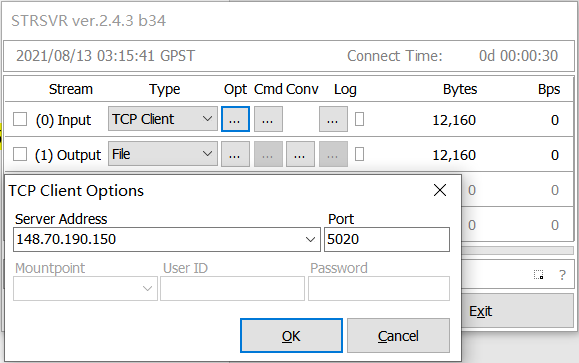 STRSVR ver.2.4.3 b34
2021/08/13 03:15:41 GPST Connect Time: 0d 00:00:30
Stream Type Opt Cmd Conv Log Bytes Bps
(0) Input TCP Client ... ... ... 12,160 0
(1) Output File ... ... ... ... 12,160 0
TCP Client Options
0 0
Server Address Port
148.70.190.150 5020
0 0
Mountpoint User ID Password
?
OK Cancel Exit